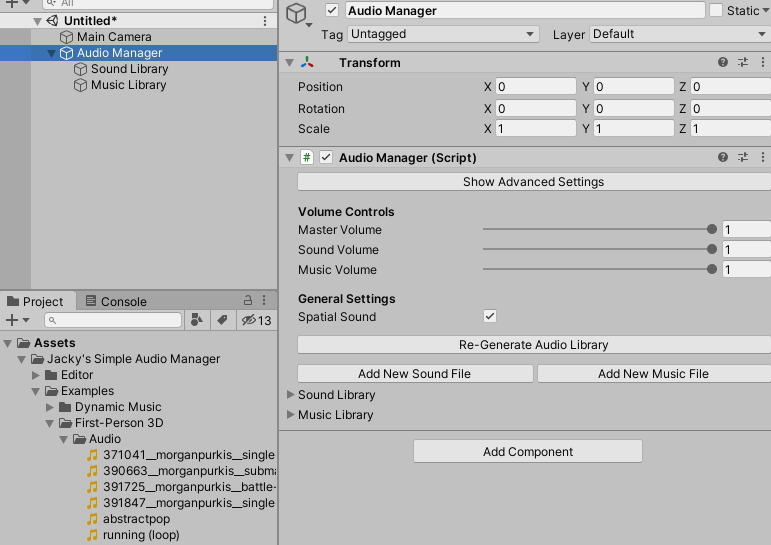 All
Untitled*
Main Camera
Audio Manager
Sound Library
Music Library
Project
Console
13
Assets
Jacky's Simple Audio Manager
Editor
Examples
Dynamic Music
First-Person 3D
Audio
371041__morganpurkis__single
390663__morganpurkis__subma
391725__morganpurkis__battle-
391847__morganpurkis__single
abstractpop
running (loop)
Audio Manager
Static
Tag Untagged Layer Default
Transform
Position X 0 Y 0 Z 0
Rotation X 0 Y 0 Z 0
Scale X 1 Y 1 Z 1
# Audio Manager (Script)
Show Advanced Settings
Volume Controls
Master Volume 1
Sound Volume 1
Music Volume 1
General Settings
Spatial Sound
Re-Generate Audio Library
Add New Sound File Add New Music File
Sound Library
Music Library
Add Component